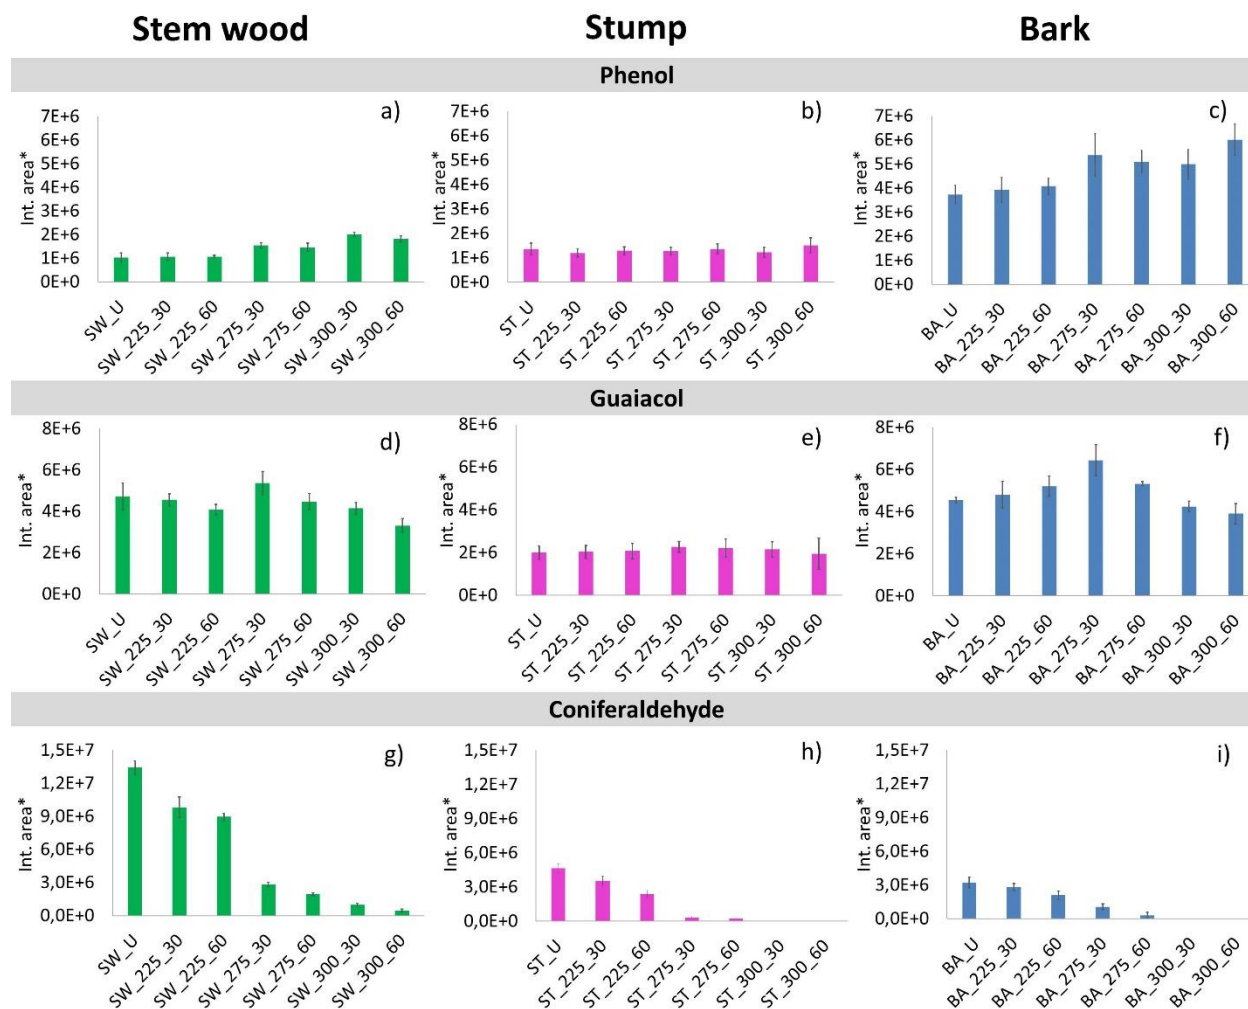 Stem wood Stump Bark
Phenol
a)
7E+6
6E+6
5E+6
4E+6
3E+6
2E+6
1E+6
0E+0
Int. area*
SW_U SW_225_30 SW_225_60 SW_275_30 SW_275_60 SW_300_30 SW_300_60
b)
7E+6
6E+6
5E+6
4E+6
3E+6
2E+6
1E+6
0E+0
Int. area*
ST_U ST_225_30 ST_225_60 ST_275_30 ST_275_60 ST_300_30 ST_300_60
c)
7E+6
6E+6
5E+6
4E+6
3E+6
2E+6
1E+6
0E+0
Int. area*
BA_U BA_225_30 BA_225_60 BA_275_30 BA_275_60 BA_300_30 BA_300_60
Guaiacol
d)
8E+6
6E+6
4E+6
2E+6
0E+0
Int. area*
SW_U SW_225_30 SW_225_60 SW_275_30 SW_275_60 SW_300_30 SW_300_60
e)
8E+6
6E+6
4E+6
2E+6
0E+0
Int. area*
ST_U ST_225_30 ST_225_60 ST_275_30 ST_275_60 ST_300_30 ST_300_60
f)
8E+6
6E+6
4E+6
2E+6
0E+0
Int. area*
BA_U BA_225_30 BA_225_60 BA_275_30 BA_275_60 BA_300_30 BA_300_60
Coniferaldehyde
g)
1,5E+7
1,2E+7
9,0E+6
6,0E+6
3,0E+6
0,0E+0
Int. area*
SW_U SW_225_30 SW_225_60 SW_275_30 SW_275_60 SW_300_30 SW_300_60
h)
1,5E+7
1,2E+7
9,0E+6
6,0E+6
3,0E+6
0,0E+0
Int. area*
ST_U ST_225_30 ST_225_60 ST_275_30 ST_275_60 ST_300_30 ST_300_60
i)
1,5E+7
1,2E+7
9,0E+6
6,0E+6
3,0E+6
0,0E+0
Int. area*
BA_U BA_225_30 BA_225_60 BA_275_30 BA_275_60 BA_300_30 BA_300_60